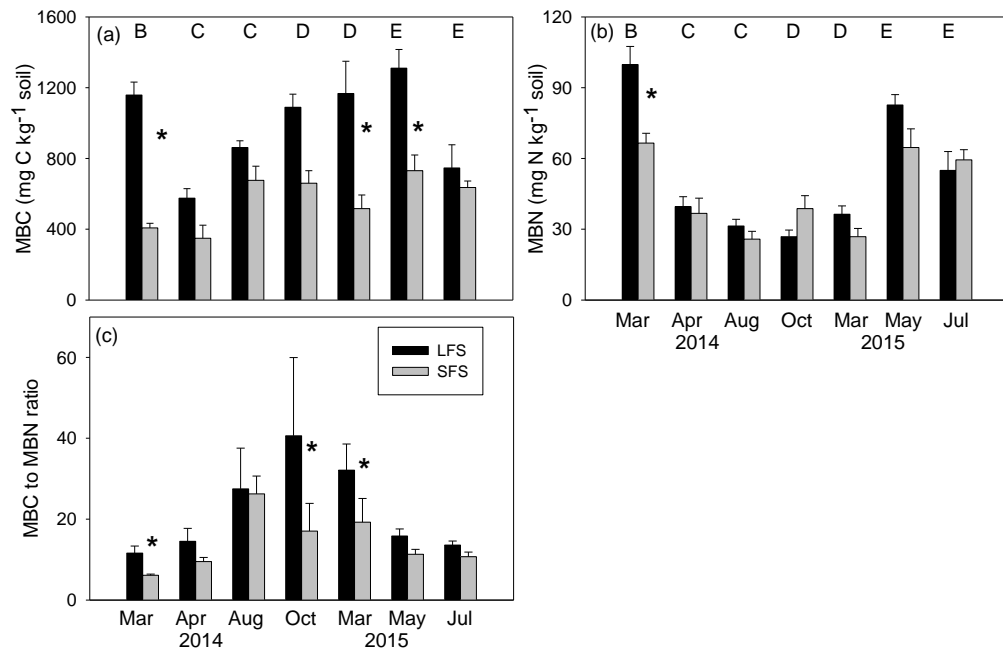 (a) B C C D D E E
1600
1200
800
400
0
MBC (mg C kg⁻¹ soil)
* * *
(b) B C C D D E E
120
90
60
30
0
MBN (mg N kg⁻¹ soil)
*
Mar Apr Aug Oct Mar May Jul
2014 2015
(c)
LFS
SFS
60
40
20
0
MBC to MBN ratio
* * *
Mar Apr Aug Oct Mar May Jul
2014 2015